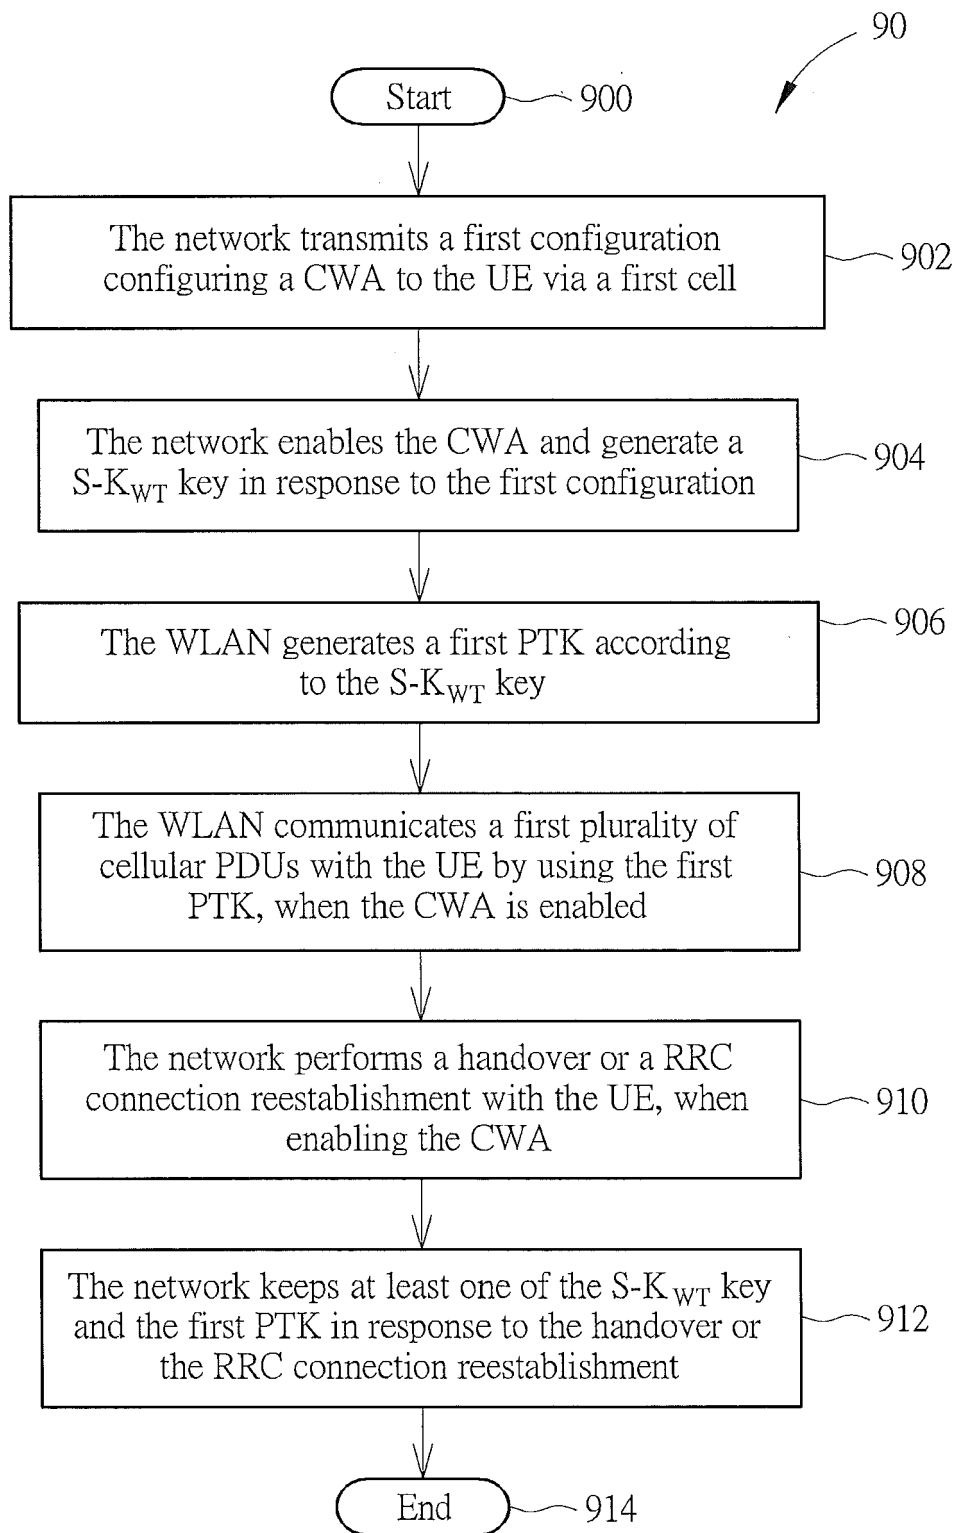 90
Start
900
The network transmits a first configuration
configuring a CWA to the UE via a first cell
902
The network enables the CWA and generate a
S-K_WT key in response to the first configuration
904
The WLAN generates a first PTK according
to the S-K_WT key
906
The WLAN communicates a first plurality of
cellular PDUs with the UE by using the first
PTK, when the CWA is enabled
908
The network performs a handover or a RRC
connection reestablishment with the UE, when
enabling the CWA
910
The network keeps at least one of the S-K_WT key
and the first PTK in response to the handover or
the RRC connection reestablishment
912
End
914